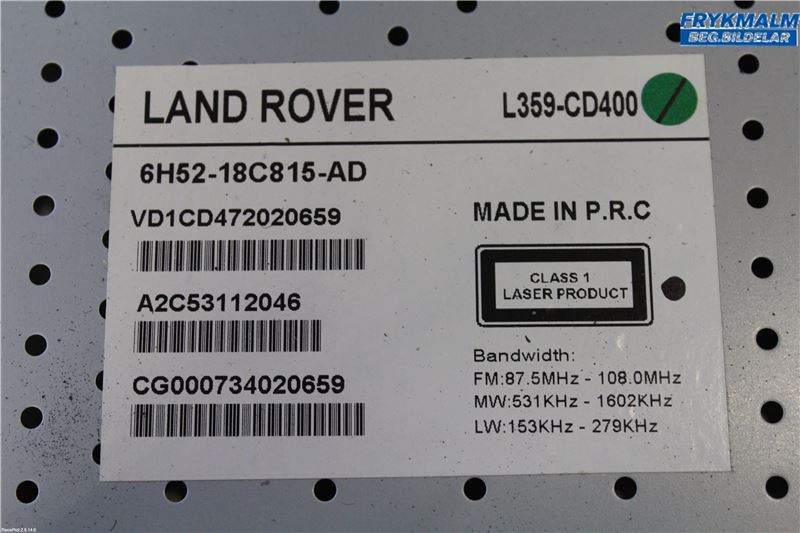 FRYKMALM
BEG.BILDELAR
LAND ROVER
L359-CD400
6H52-18C815-AD
VD1CD472020659
MADE IN P.R.C
CLASS 1
LASER PRODUCT
A2C53112046
CG000734020659
Bandwidth:
FM:87.5MHz - 108.0MHz
MW:531KHz - 1602KHz
LW:153KHz - 279KHz